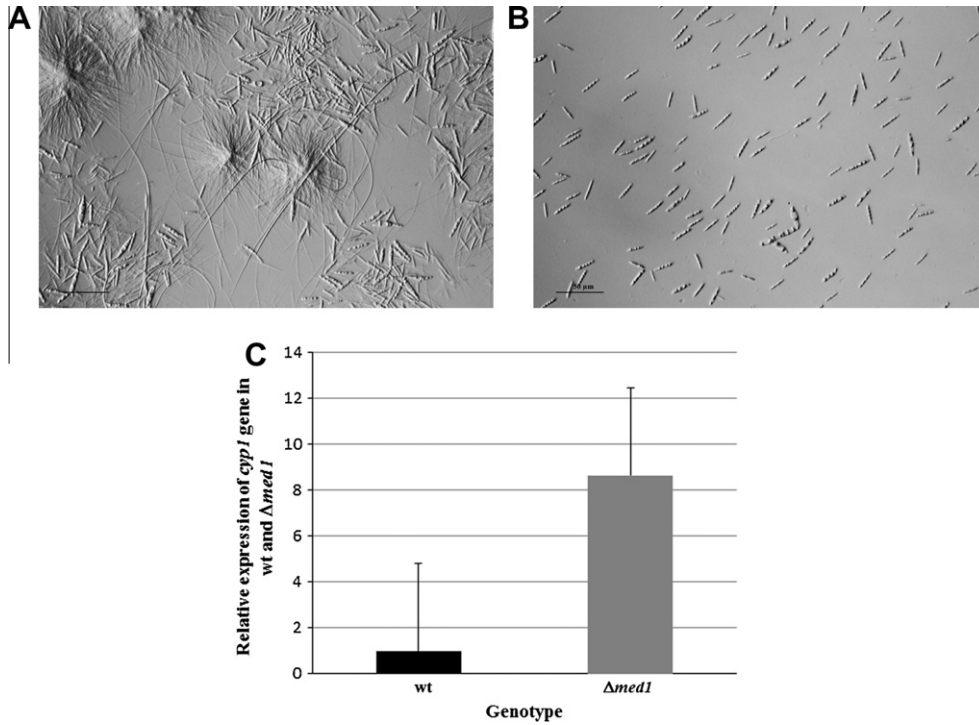 A
B
50 µm
C
Relative expression of cyp1 gene in
wt and Δmed1
14
12
10
8
6
4
2
0
wt
Δmed1
Genotype